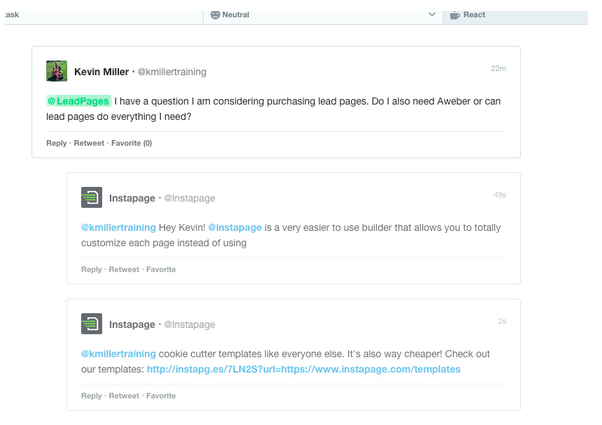 task
Neutral
React
Kevin Miller · @kmillertraining
22m
@LeadPages I have a question I am considering purchasing lead pages. Do I also need Aweber or can
lead pages do everything I need?
Reply · Retweet · Favorite (0)
Instapage · @Instapage
49s
@kmillertraining Hey Kevin! @instapage is a very easier to use builder that allows you to totally
customize each page instead of using
Reply · Retweet · Favorite
Instapage · @Instapage
2s
@kmillertraining cookie cutter templates like everyone else. It's also way cheaper! Check out
our templates: http://instapg.es/7LN2S?url=https://www.instapage.com/templates
Reply · Retweet · Favorite